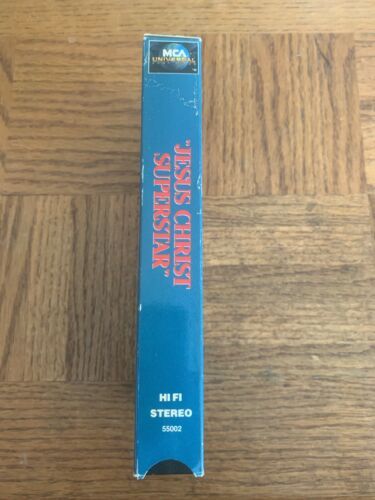 MCA
UNIVERSAL
"JESUS CHRIST
SUPERSTAR"
HI FI
STEREO
55002